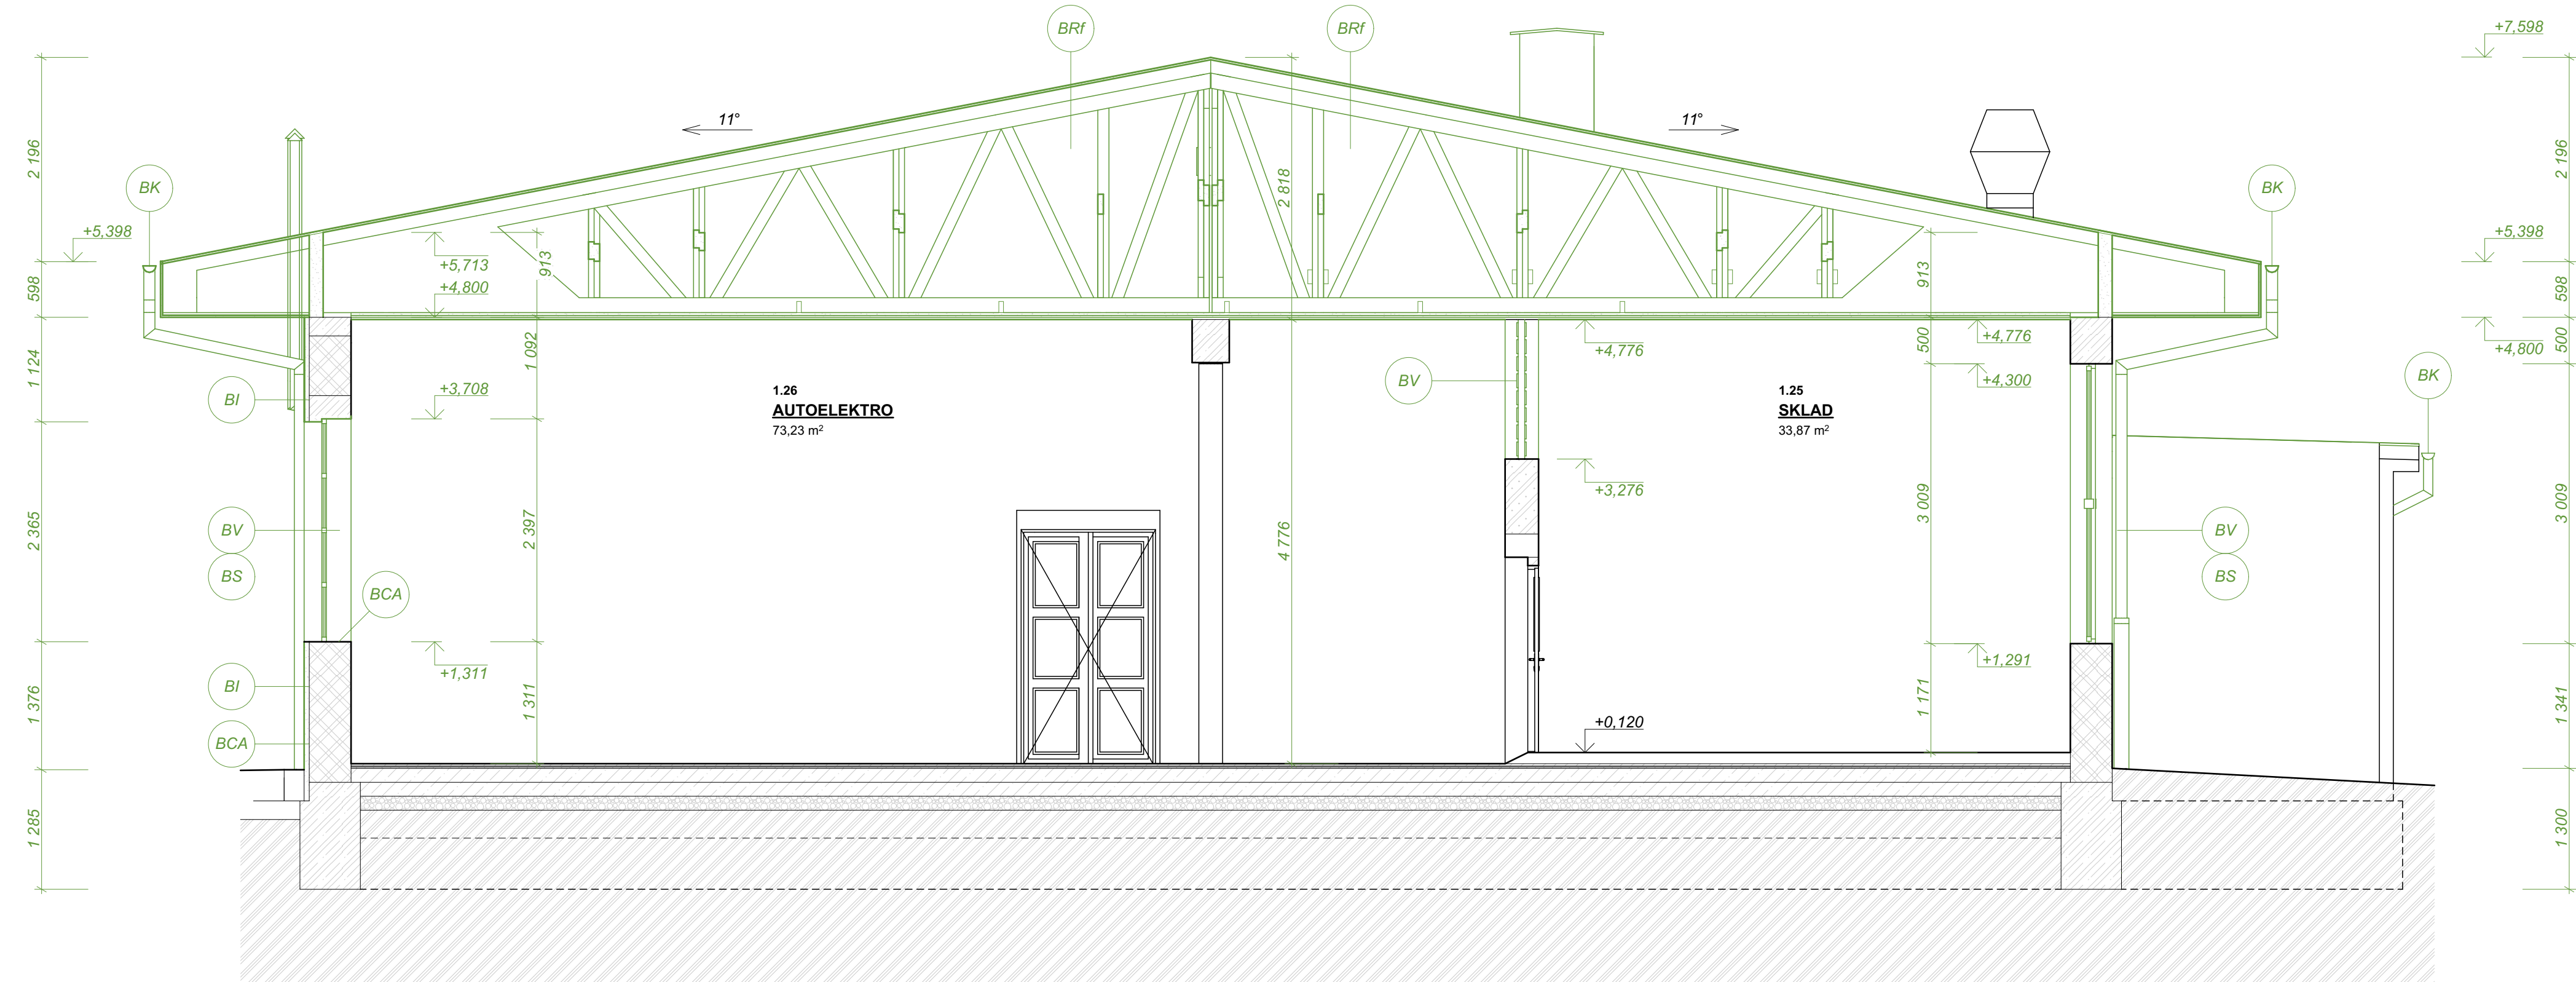 BRf
BRf
+7,598
11°
11°
2 196
2 818
2 196
BK
BK
+5,398
+5,398
+5,713
913
913
598
+4,800
598
1 124
1 092
+4,776
500
+4,776
+4,800
500
BI
+3,708
BV
+4,300
BK
1.26
AUTOELEKTRO
73,23 m²
1.25
SKLAD
33,87 m²
+3,276
2 365
BV
BS
2 397
4 776
3 009
BV
BS
3 009
BCA
+1,311
+1,291
1 376
BI
BCA
1 311
+0,120
1 171
1 341
1 285
1 300